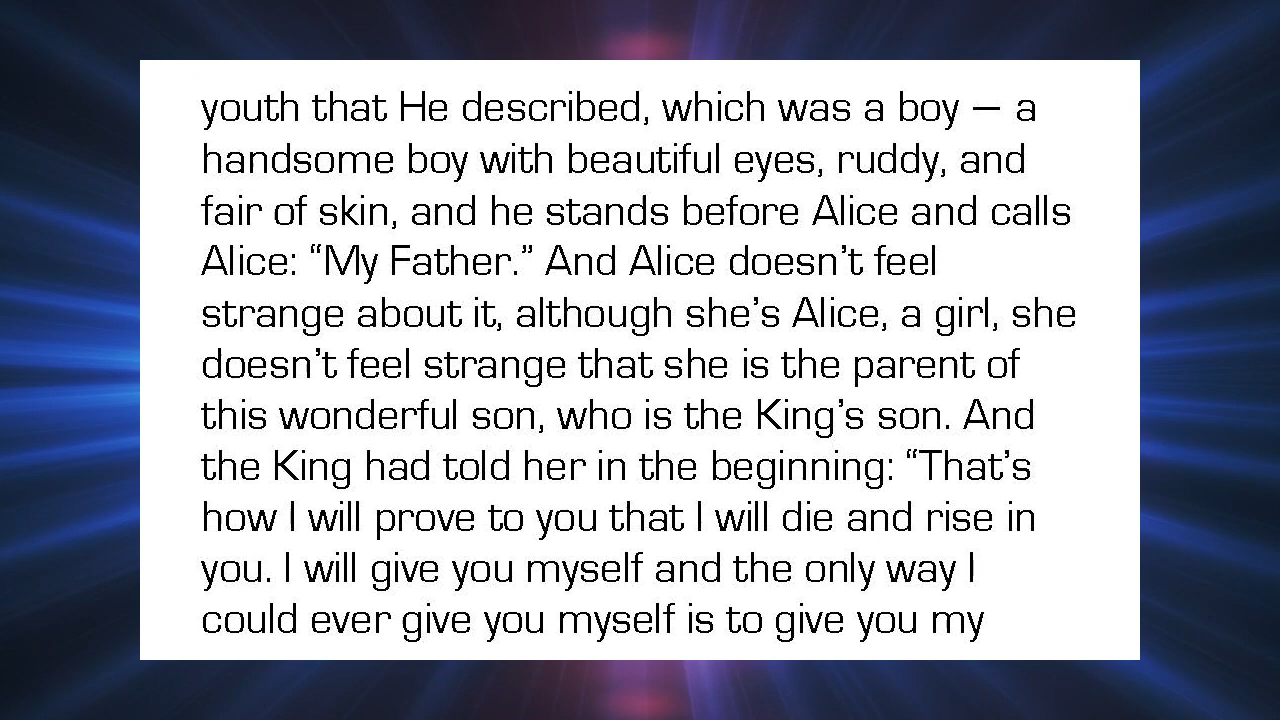 youth that He described, which was a boy — a
handsome boy with beautiful eyes, ruddy, and
fair of skin, and he stands before Alice and calls
Alice: “My Father.” And Alice doesn’t feel
strange about it, although she’s Alice, a girl, she
doesn’t feel strange that she is the parent of
this wonderful son, who is the King’s son. And
the King had told her in the beginning: “That’s
how I will prove to you that I will die and rise in
you. I will give you myself and the only way I
could ever give you myself is to give you my